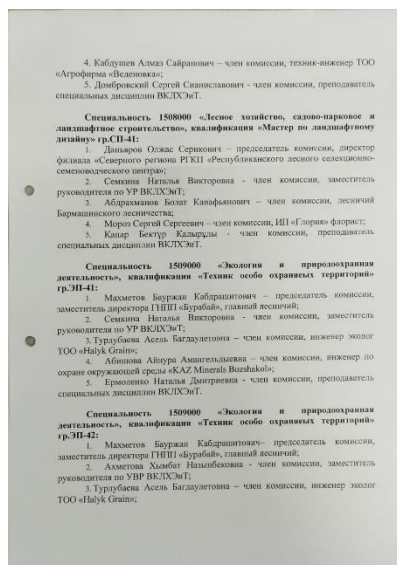 4. Кабдушев Алмаз Сайранович – член комиссии, техник-инженер ТОО
«Агрофирма «Веденовка»;
5. Домбровский Сергей Сианиславович - член комиссии, преподаватель
специальных дисциплин ВКЛХЭиТ.
Специальность 1508000 «Лесное хозяйство, садово-парковое и
ландшафтное строительство», квалификация «Мастер по ландшафтному
дизайну» гр.СП-41:
1. Даньяров Олжас Серикович – председатель комиссии, директор
филиала «Северного региона РГКП «Республиканского лесного селекционно-
семеноводческого центра»;
2. Семкина Наталья Викторовна - член комиссии, заместитель
руководителя по УР ВКЛХЭиТ;
3. Абдрахманов Болат Канафьянович – член комиссии, лесничий
Бармашинского лесничества;
4. Мороз Сергей Сергеевич – член комиссии, ИП «Глория» флорист;
5. Қанар Бектұр Қадырұлы - член комиссии, преподаватель
специальных дисциплин ВКЛХЭиТ.
Специальность 1509000 «Экология и природоохранная
деятельность», квалификация «Техник особо охраняеых территорий»
гр.ЭП-41:
1. Махметов Бауржан Кабдрашитович – председатель комиссии,
заместитель директора ГНПП «Бурабай», главный лесничий;
2. Семкина Наталья Викторовна - член комиссии, заместитель
руководителя по УР ВКЛХЭиТ;
3.Турлубаева Асель Багдаулетовна – член комиссии, инженер эколог
ТОО «Halyk Grain»;
4. Абишова Айнура Амангельдыевна – член комиссии, инженер по
охране окружающей среды «KAZ Minerals Bozshakol»;
5. Ермоленко Наталья Дмитриевна - член комиссии, преподаватель
специальных дисциплин ВКЛХЭиТ.
Специальность 1509000 «Экология и природоохранная
деятельность», квалификация «Техник особо охраняеых территорий»
гр.ЭП-42:
1. Махметов Бауржан Кабдрашитович– председатель комиссии,
заместитель директора ГНПП «Бурабай», главный лесничий;
2. Ахметова Хымбат Назынбековна - член комиссии, заместитель
руководителя по УВР ВКЛХЭиТ;
3.Турлубаева Асель Багдаулетовна – член комиссии, инженер эколог
ТОО «Halyk Grain»;